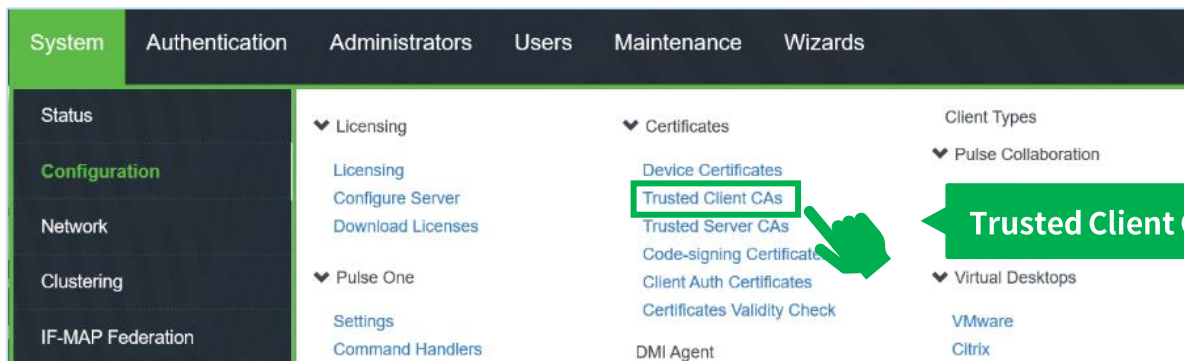 System Authentication Administrators Users Maintenance Wizards
Status
Configuration
Network
Clustering
IF-MAP Federation
Licensing
Licensing
Configure Server
Download Licenses
Pulse One
Settings
Command Handlers
Certificates
Device Certificates
Trusted Client CAs
Trusted Server CAs
Code-signing Certificate
Client Auth Certificates
Certificates Validity Check
DMI Agent
Client Types
Pulse Collaboration
Trusted Client
Virtual Desktops
VMware
Citrix